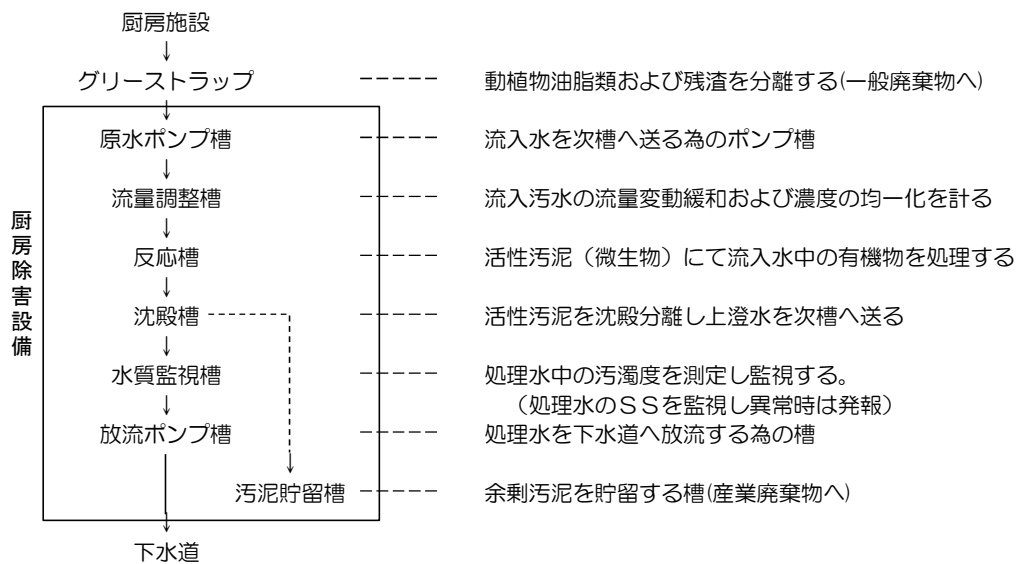 厨房施設
グリーストラップ 動植物油脂類および残渣を分離する(一般廃棄物へ)
原水ポンプ槽 流入水を次槽へ送る為のポンプ槽
流量調整槽 流入汚水の流量変動緩和および濃度の均一化を計る
反応槽 活性汚泥（微生物）にて流入水中の有機物を処理する
沈殿槽 活性汚泥を沈殿分離し上澄水を次槽へ送る
水質監視槽 処理水中の汚濁度を測定し監視する。
（処理水のＳＳを監視し異常時は発報）
放流ポンプ槽 処理水を下水道へ放流する為の槽
汚泥貯留槽 余剰汚泥を貯留する槽(産業廃棄物へ)
下水道
厨房除害設備